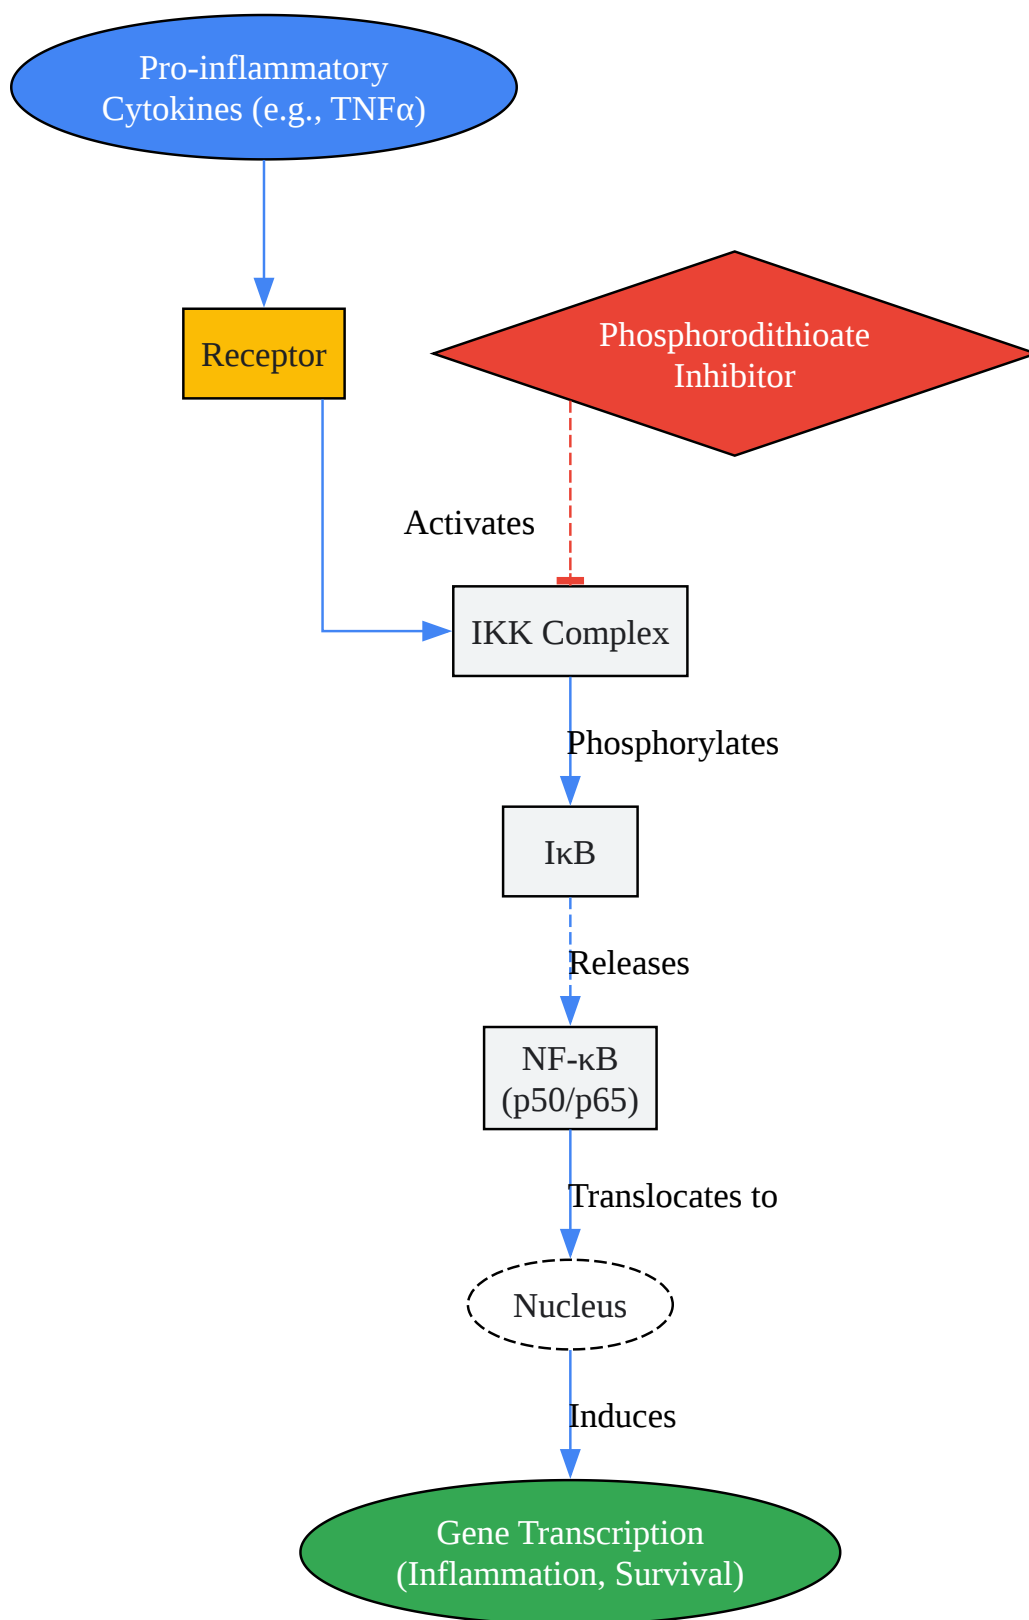 Pro-inflammatory
Cytokines (e.g., TNFα)
Receptor
Phosphorodithioate
Inhibitor
Activates
IKK Complex
Phosphorylates
IκB
Releases
NF-κB
(p50/p65)
Translocates to
Nucleus
Induces
Gene Transcription
(Inflammation, Survival)